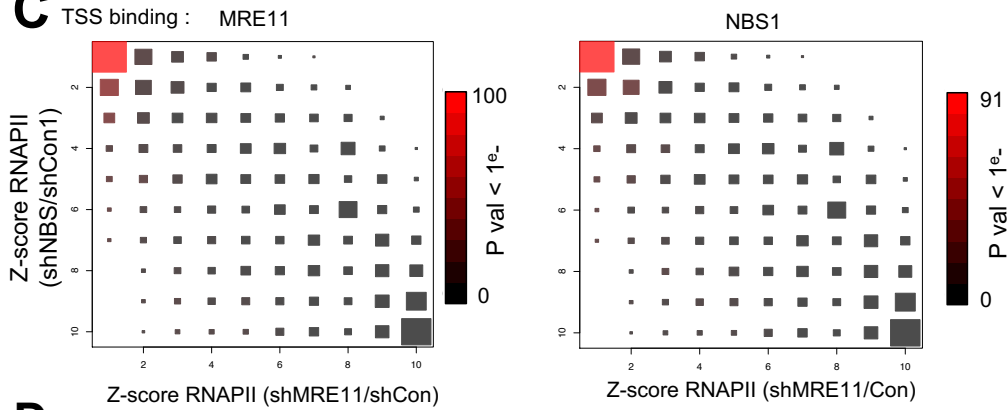 C TSS binding : MRE11
NBS1
Z-score RNAPII
(shNBS/shCon1)
2
4
6
8
10
2 4 6 8 10
Z-score RNAPII (shMRE11/shCon)
100
P val < 1e-
0
2
4
6
8
10
2 4 6 8 10
Z-score RNAPII (shMRE11/Con)
91
P val < 1e-
0